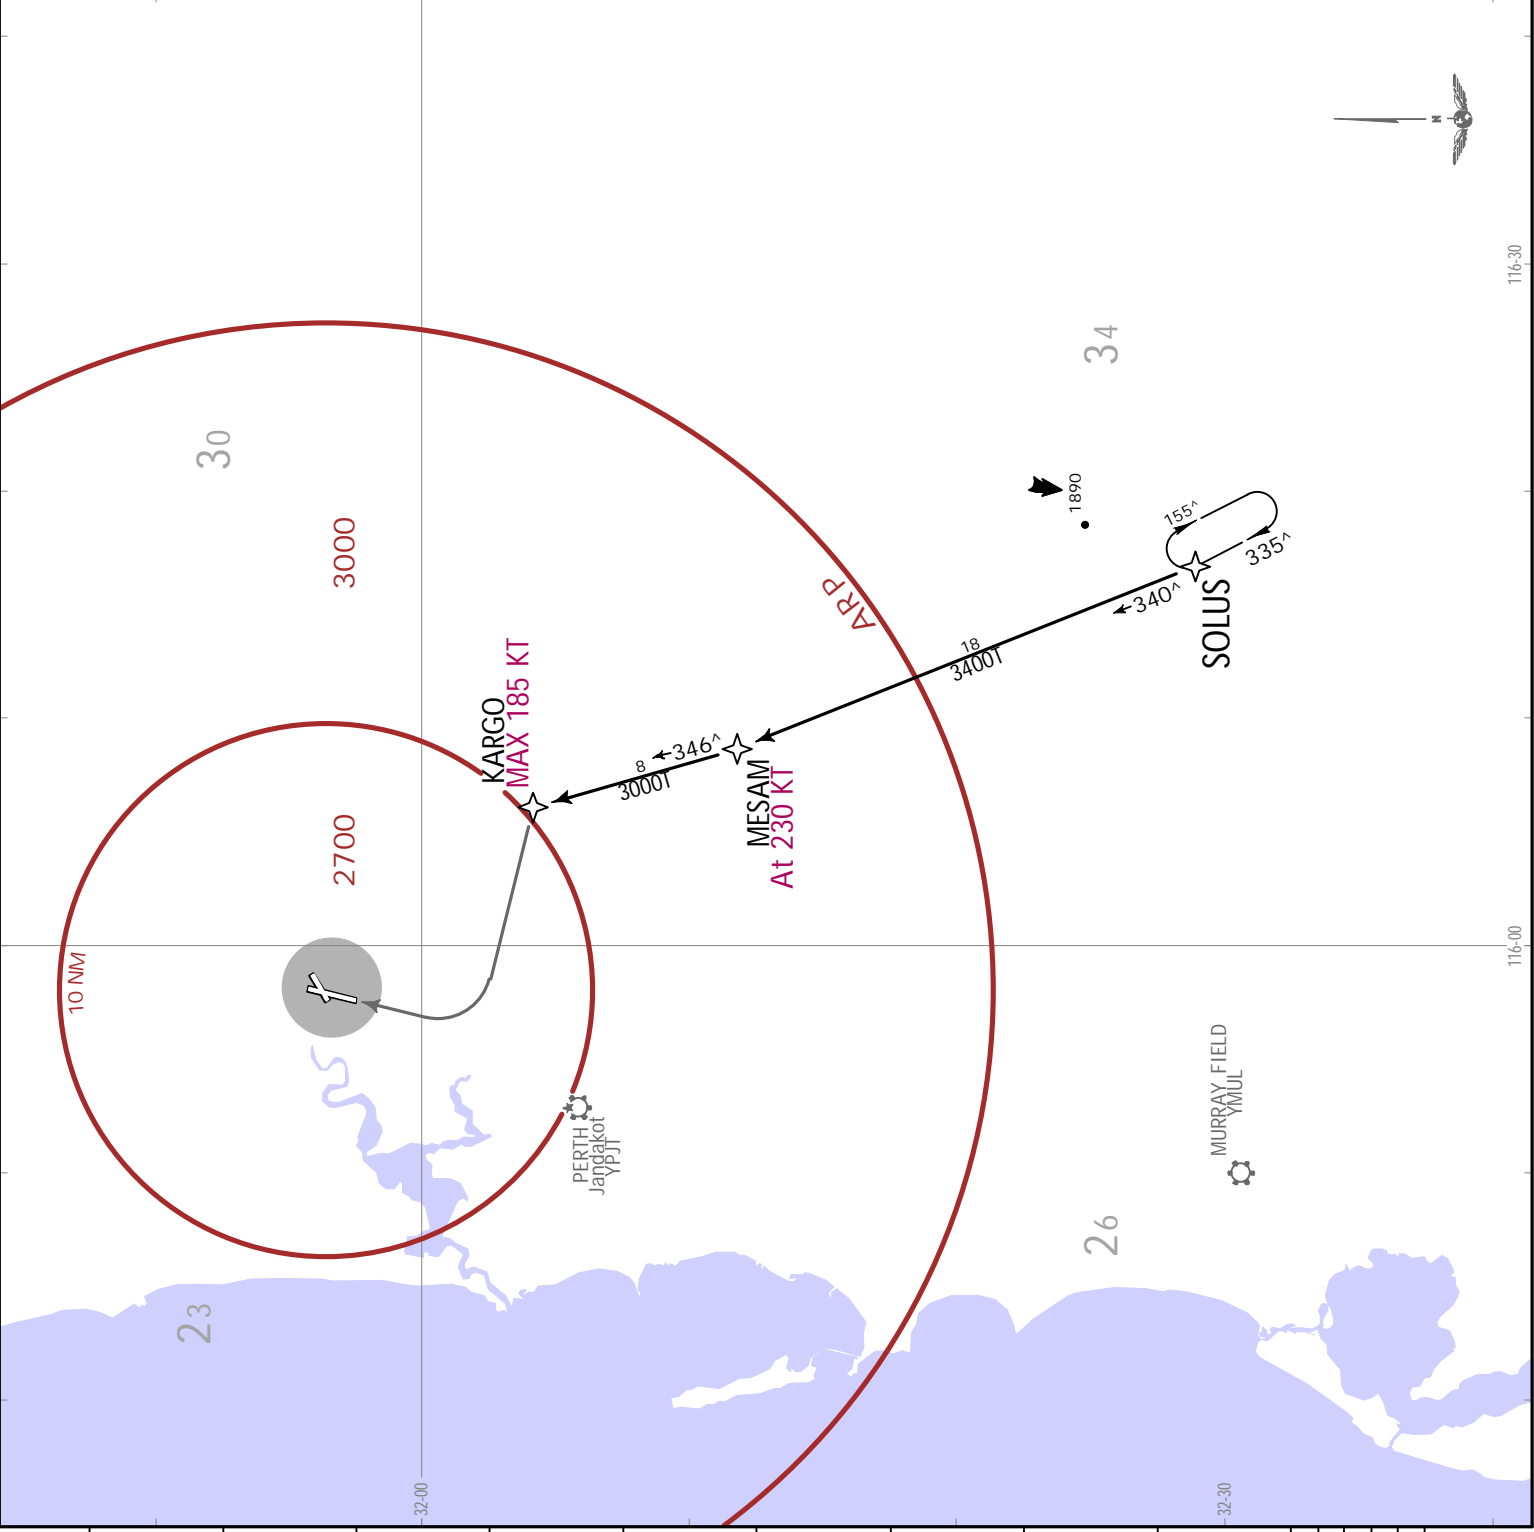 N
116-30
34
30
1890
155^
335^
3000
ARP
340^
SOLUS
18
3400T
KARGO
MAX 185 KT
346^
8
3000T
MESAM
At 230 KT
2700
116-00
10 NM
MURRAY FIELD
YMUL
PERTH
Jandakot
YPJT
26
23
32-00
32-30